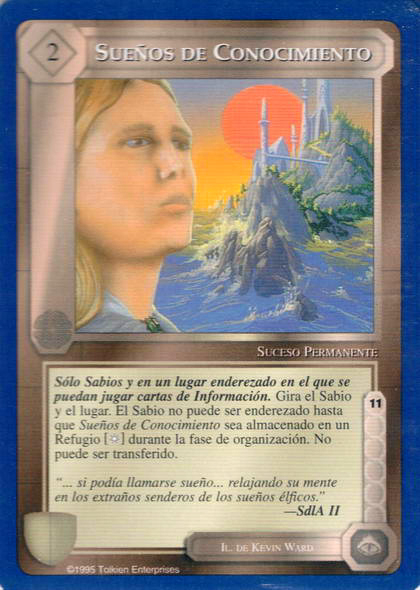 2
SUEÑOS DE CONOCIMIENTO
SUCESO PERMANENTE
Sólo Sabios y en un lugar enderezado en el que se
puedan jugar cartas de Información. Gira el Sabio
y el lugar. El Sabio no puede ser enderezado hasta
que Sueños de Conocimiento sea almacenado en un
Refugio [☼] durante la fase de organización. No
puede ser transferido.
11
“... si podía llamarse sueño... relajando su mente
en los extraños senderos de los sueños élficos.”
—SdlA II
IL. DE KEVIN WARD
©1995 Tolkien Enterprises